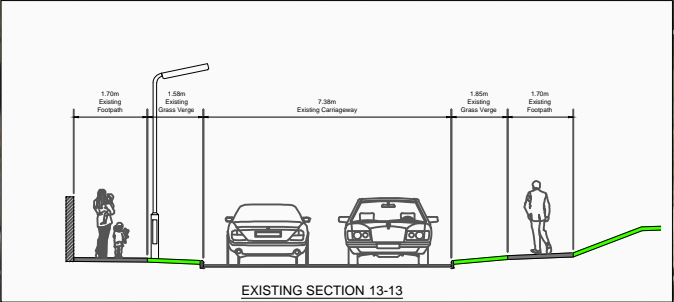 1.70m
Existing
Footpath
1.58m
Existing
Grass Verge
7.38m
Existing Carriageway
1.85m
Existing
Grass Verge
1.70m
Existing
Footpath
EXISTING SECTION 13-13